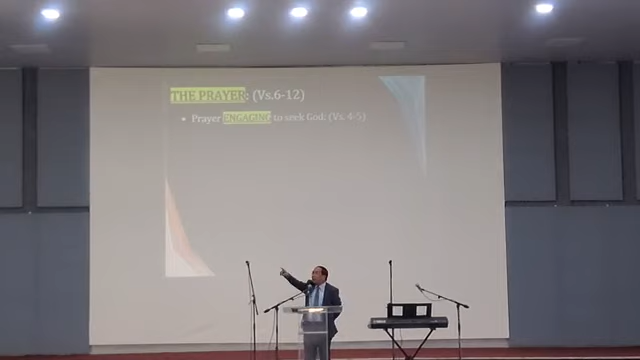 THE PRAYER: (Vs.6-12)
• Prayer ENGAGING to seek God: (Vs. 4-5)